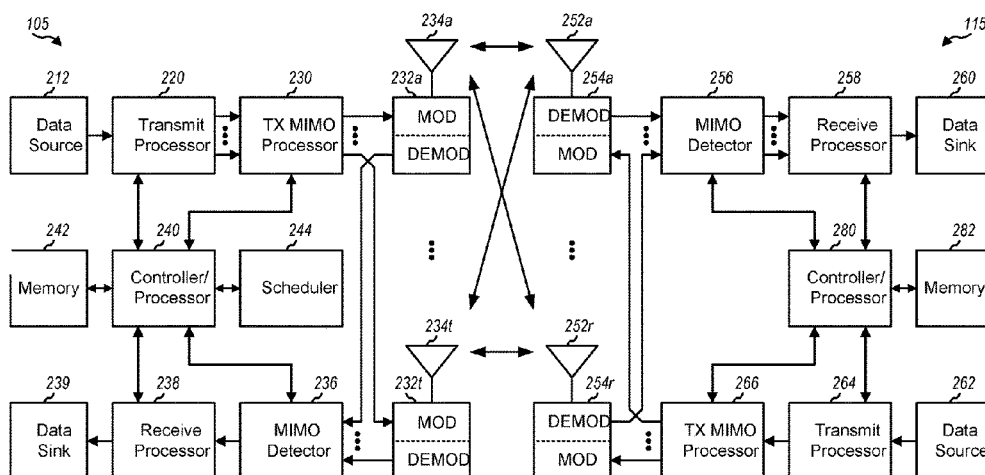 105
234a
252a
115
212
220
230
232a
254a
256
258
260
Data
Source
Transmit
Processor
TX MIMO
Processor
MOD
DEMOD
DEMOD
MOD
MIMO
Detector
Receive
Processor
Data
Sink
242
240
244
280
282
Memory
Controller/
Processor
Scheduler
Controller/
Processor
Memory
234t
252r
239
238
236
232t
254r
266
264
262
Data
Sink
Receive
Processor
MIMO
Detector
MOD
DEMOD
DEMOD
MOD
TX MIMO
Processor
Transmit
Processor
Data
Source